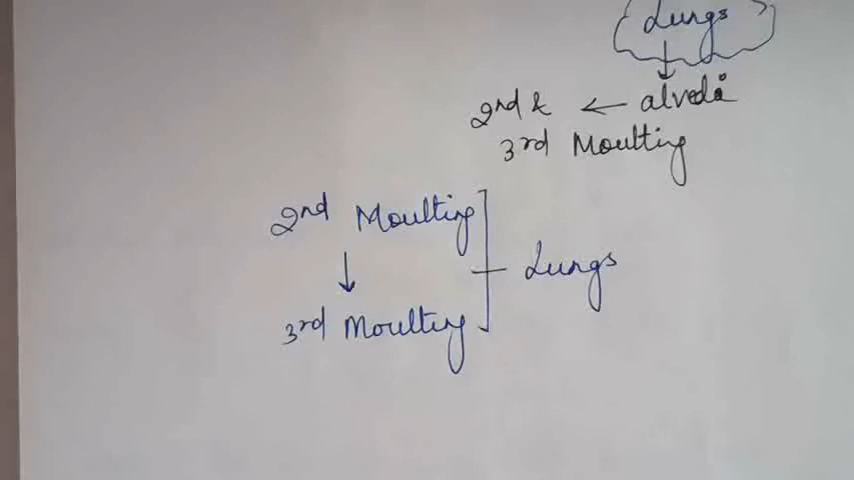 Lungs
2nd & ← alveoli
3rd Moulting
2nd Moulting
↓
3rd Moulting
Lungs